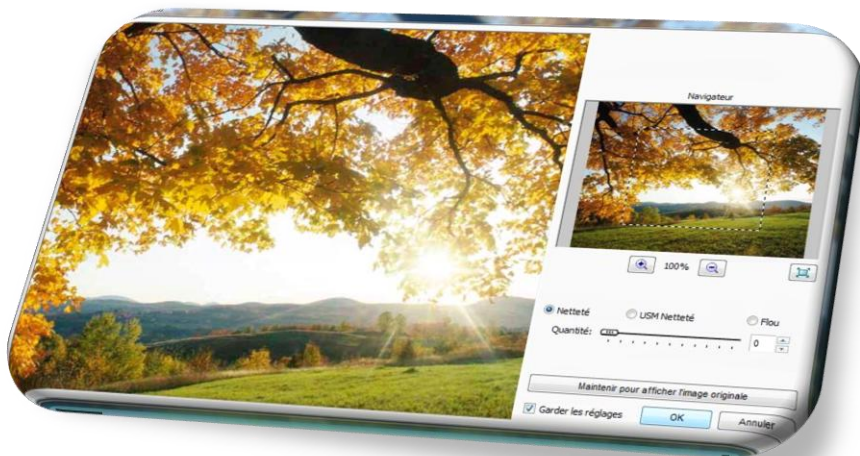 Navigateur
100%
Netteté
USM Netteté
Flou
Quantité:
0
Maintenir pour afficher l'image originale
Garder les réglages
OK
Annuler